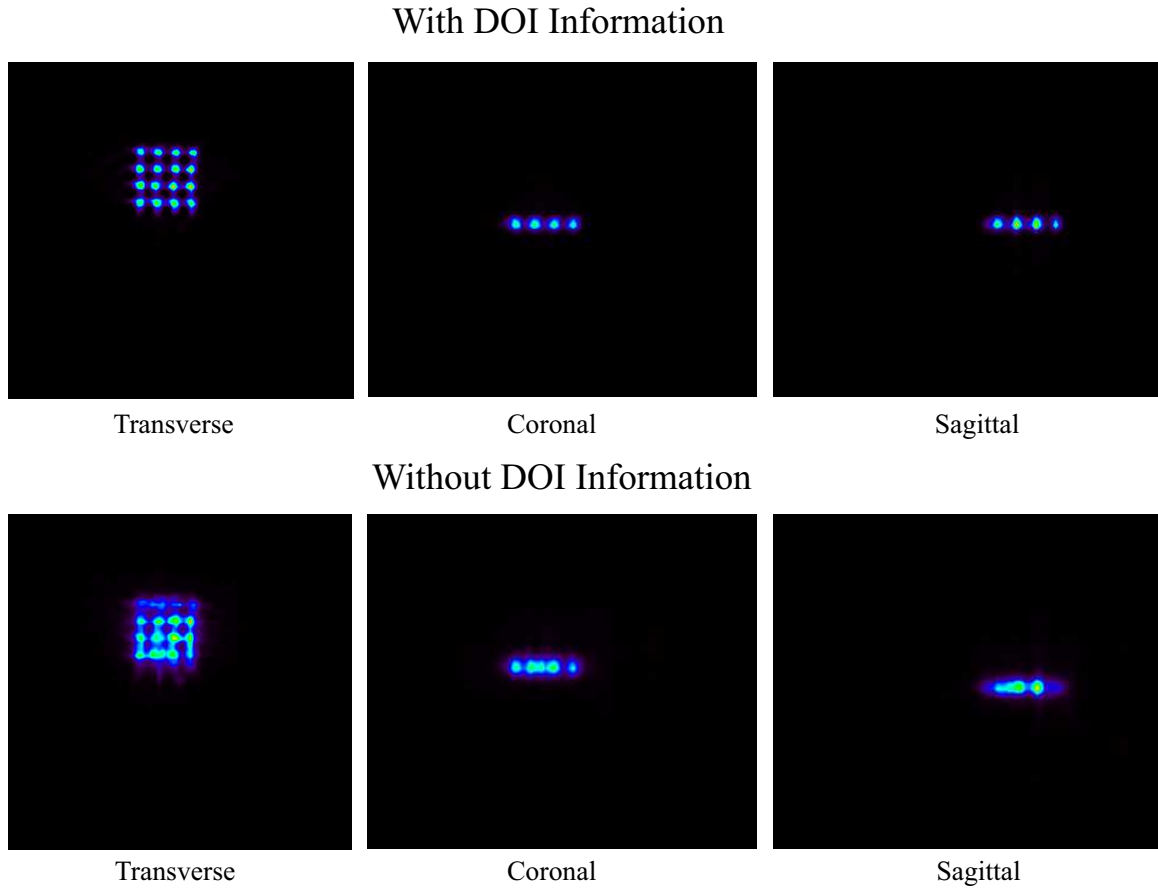 With DOI Information
Transverse
Coronal
Sagittal
Without DOI Information
Transverse
Coronal
Sagittal